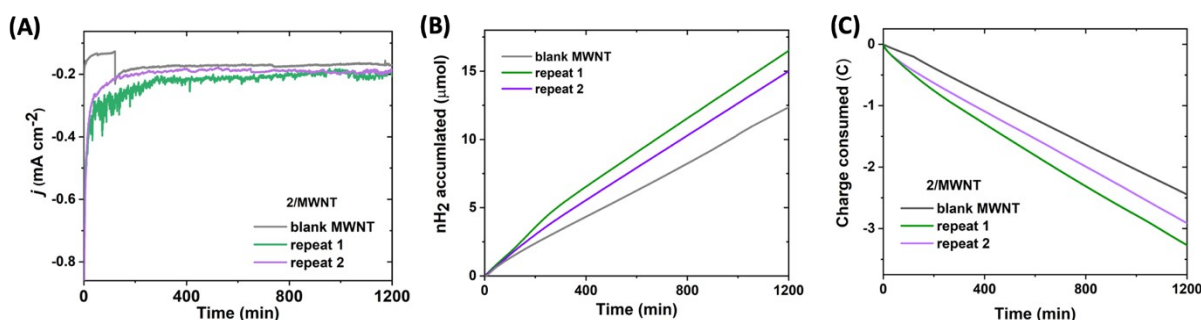 (A)
j (mA cm-2)
-0.2
-0.4
-0.6
-0.8
2/MWNT
blank MWNT
repeat 1
repeat 2
0
400
800
1200
Time (min)
(B)
nH2 accumlated (μmol)
15
10
5
0
blank MWNT
repeat 1
repeat 2
0
400
800
1200
Time (min)
(C)
Charge consumed (C)
0
-1
-2
-3
2/MWNT
blank MWNT
repeat 1
repeat 2
0
400
800
1200
Time (min)